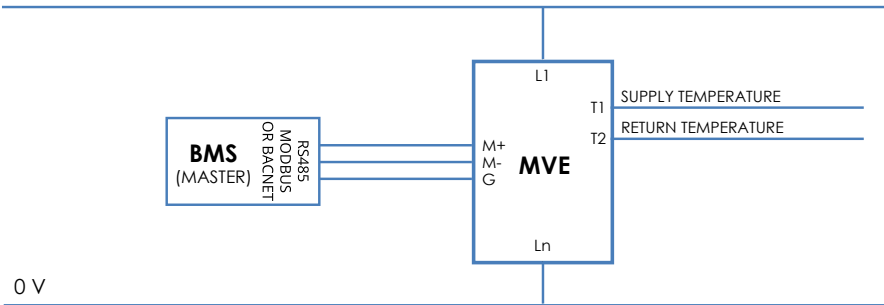 L1
T1
SUPPLY TEMPERATURE
T2
RETURN TEMPERATURE
BMS
(MASTER)
RS485
MODBUS
OR BACNET
M+
M-
G
MVE
Ln
0 V